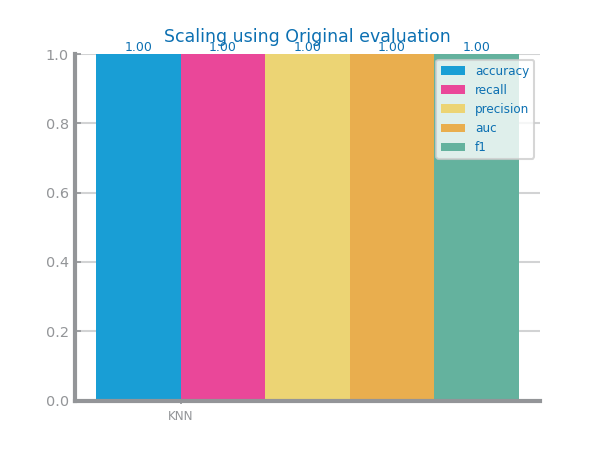 Scaling using Original evaluation
1.00 1.00 1.00 1.00 1.00
1.0
0.8
0.6
0.4
0.2
0.0
accuracy
recall
precision
auc
f1
KNN